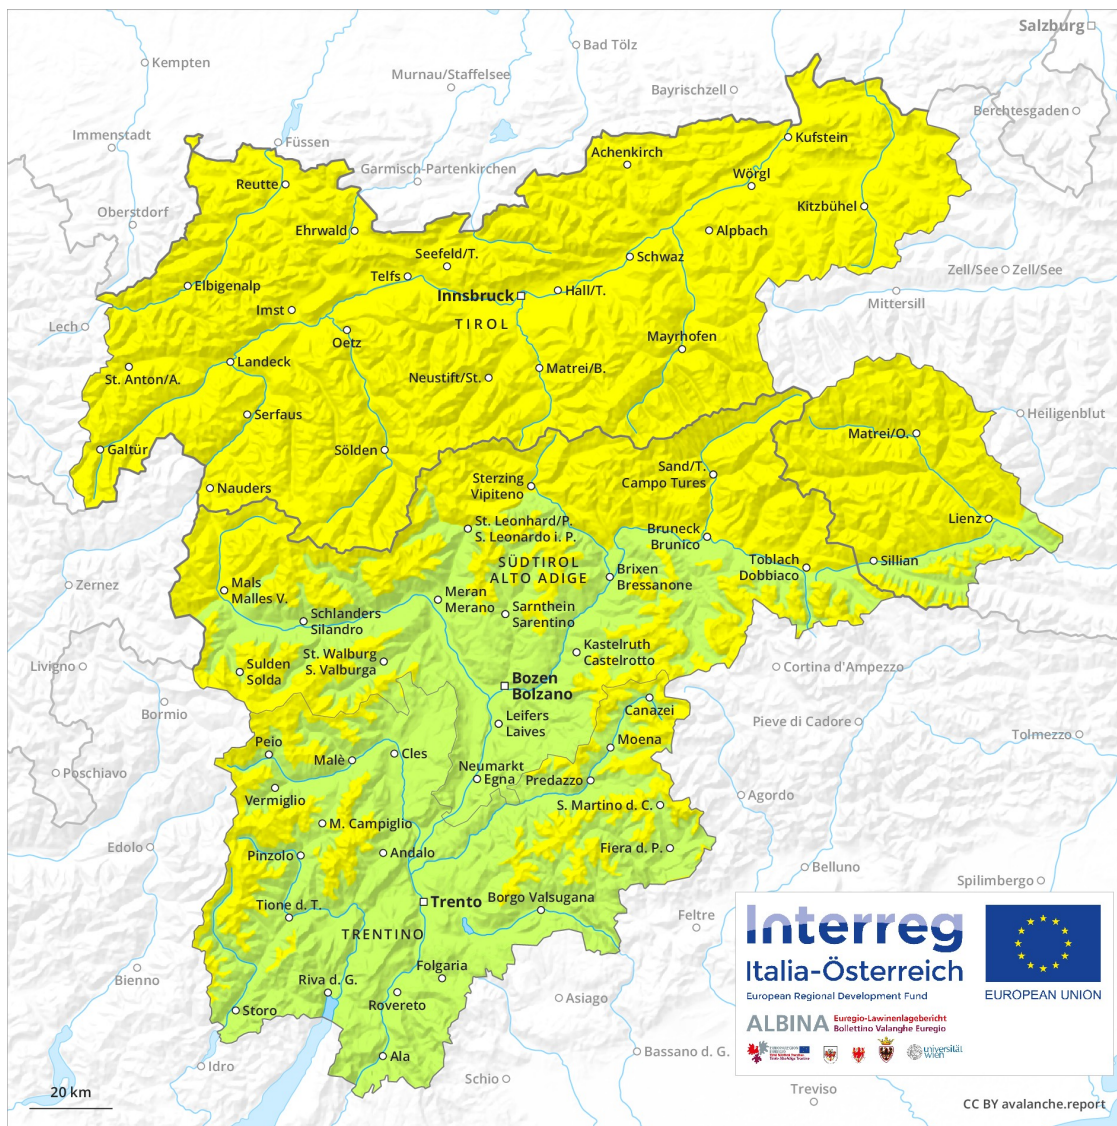 Salzburg
Kempten
Bad Tölz
Murnau/Staffelsee
Bayrischzell
Berchtesgaden
Immenstadt
Füssen
Kufstein
Achenkirch
Garmisch-Partenkirchen
Wörgl
Reutte
Oberstdorf
Kitzbühel
Ehrwald
Alpbach
Seefeld/T.
Schwaz
Telfs
Zell/See
Zell/See
Elbigenalp
Innsbruck
Hall/T.
Mittersill
Imst
TIROL
Lech
Oetz
Mayrhofen
Landeck
Matrei/B.
St. Anton/A.
Neustift/St.
Serfaus
Heiligenblut
Matrei/O.
Galtür
Sölden
Sand/T.
Campo Tures
Sterzing
Vipiteno
Nauders
St. Leonhard/P.
S. Leonardo i. P.
Lienz
Bruneck
Brunico
SÜDTIROL
ALTO ADIGE
Toblach
Dobbiaco
Sillian
Brixen
Bressanone
Zernez
Mals
Malles V.
Meran
Merano
Schlanders
Silandro
Sarnthein
Sarentino
Kastelruth
Castelrotto
St. Walburg
S. Valburga
Livigno
Sulden
Solda
Cortina d'Ampezzo
Bozen
Bolzano
Canazei
Bormio
Leifers
Laives
Pieve di Cadore
Tolmezzo
Peio
Moena
Malè
Cles
Poschiavo
Neumarkt
Egna
Predazzo
Vermiglio
Agordo
S. Martino d. C.
M. Campiglio
Edolo
Pinzolo
Andalo
Fiera d. P.
Belluno
Spilimbergo
Tione d. T.
Trento
Borgo Valsugana
Feltre
TRENTINO
Folgaria
Bienno
Riva d. G.
Rovereto
Asiago
Storo
Ala
Bassano d. G.
Idro
Schio
Treviso
20 km
Interreg
Italia-Österreich
European Regional Development Fund
EUROPEAN UNION
ALBINA
Euregio-Lawinenlagebericht
Bollettino Valanghe Euregio
universität
wien
CC BY avalanche.report